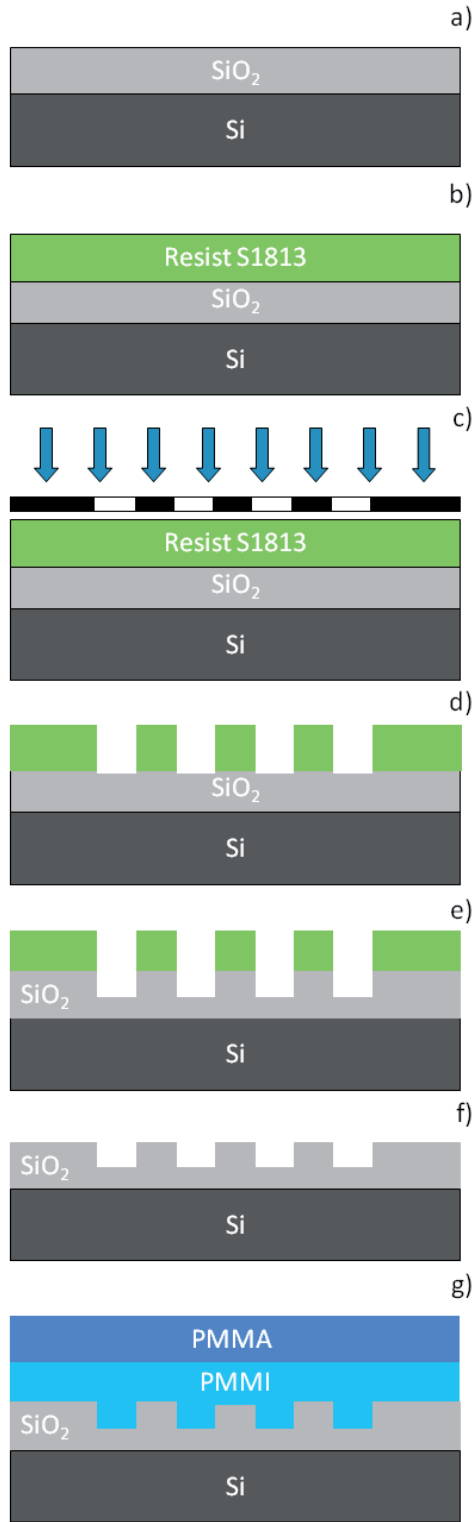 a)
SiO₂
Si
b)
Resist S1813
SiO₂
Si
c)
Resist S1813
SiO₂
Si
d)
SiO₂
Si
e)
SiO₂
Si
f)
SiO₂
Si
g)
PMMA
PMMI
SiO₂
Si